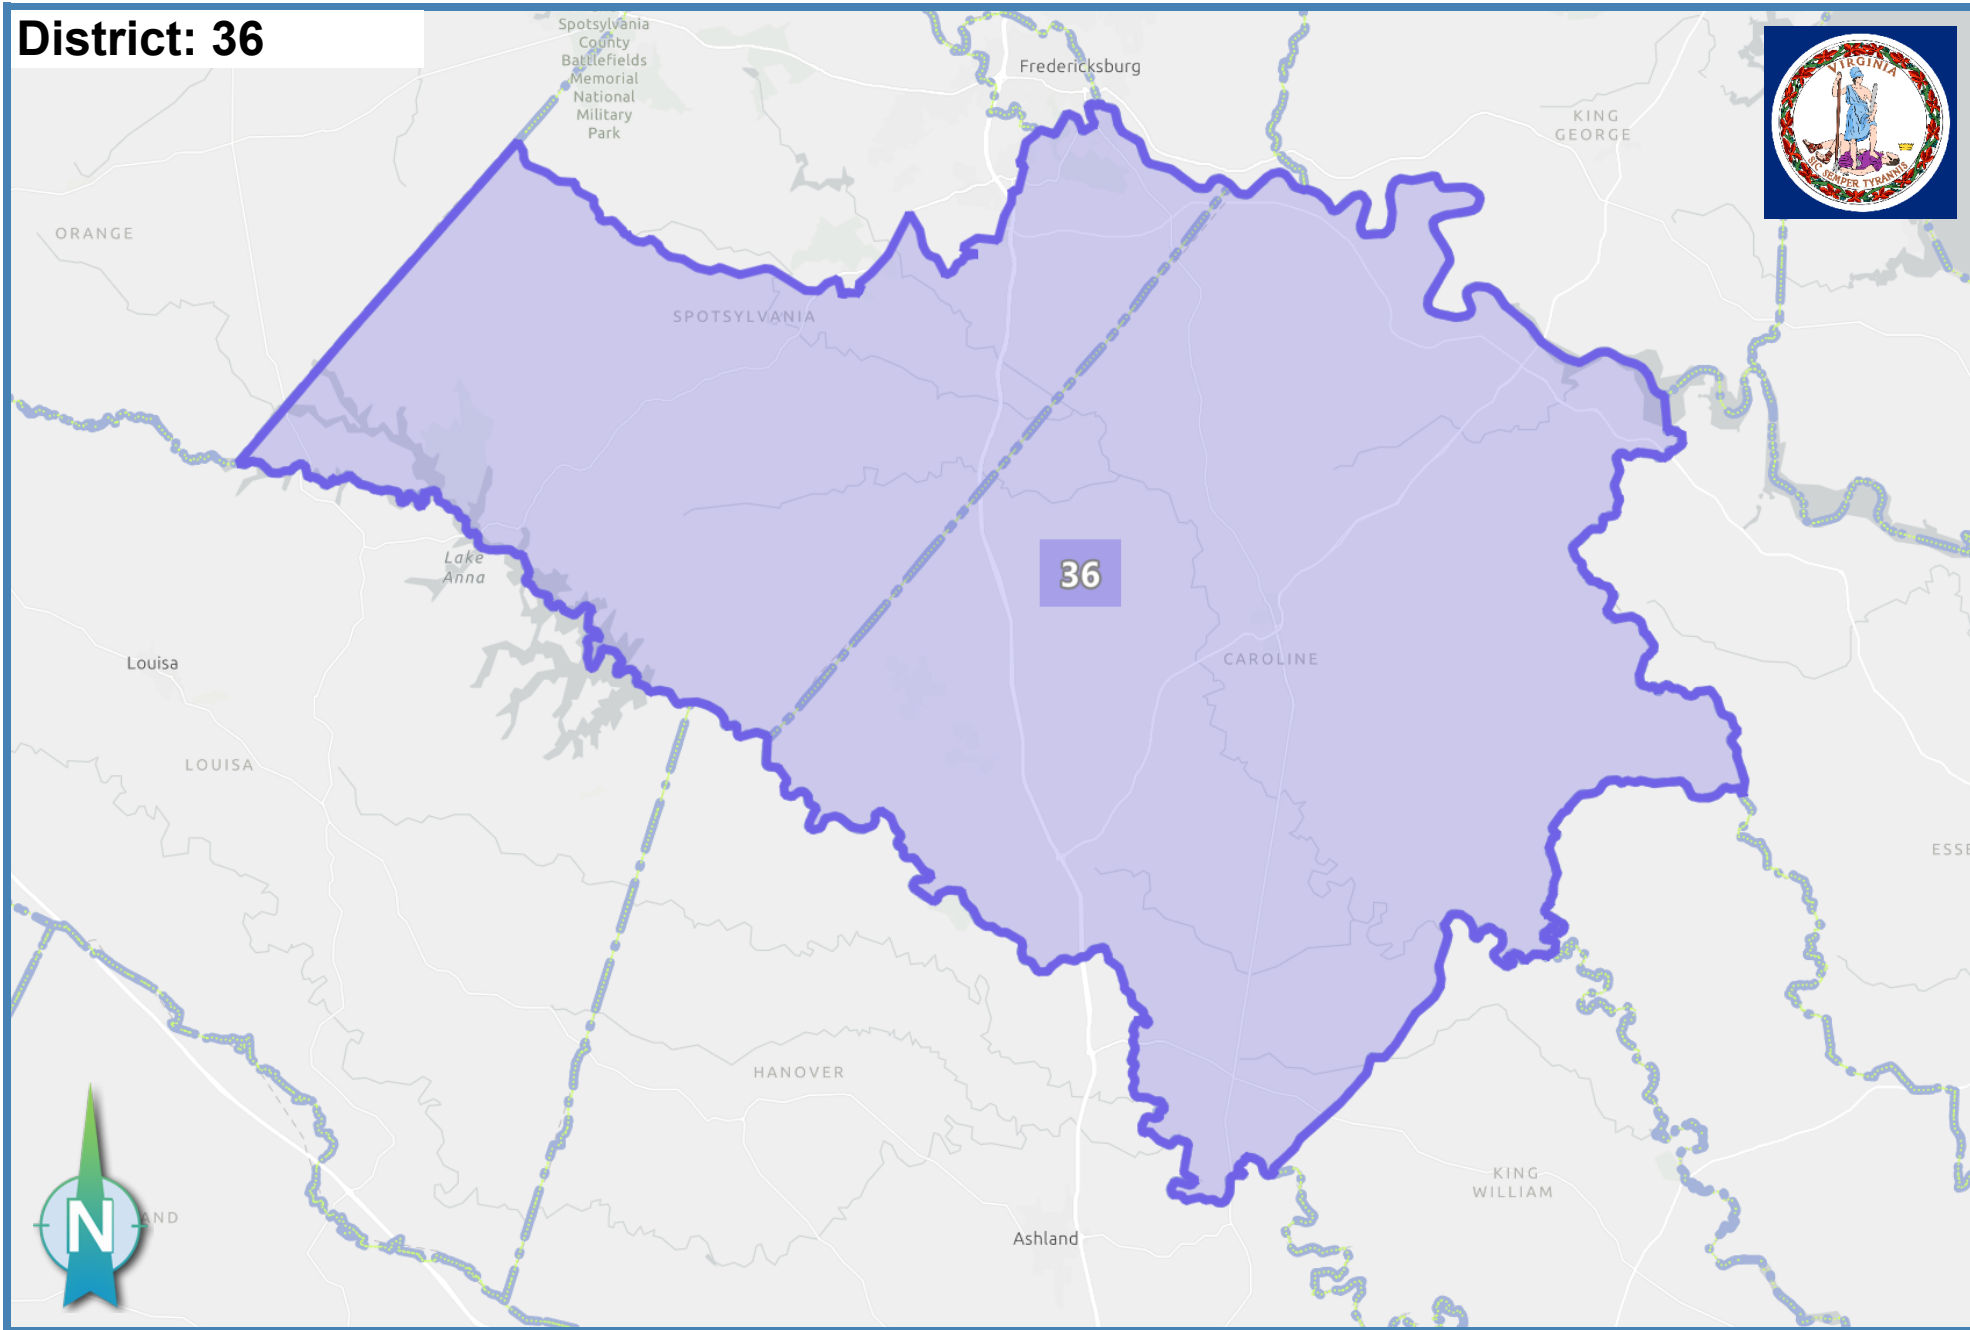 District: 36
Spotsylvania
County
Battlefields
Memorial
National
Military
Park
Fredericksburg
VIRGINIA
SIC SEMPER TYRANNIS
KING
GEORGE
ORANGE
SPOTSYLVANIA
Lake
Anna
36
Louisa
CAROLINE
LOUISA
ESSE
HANOVER
KING
WILLIAM
N
AND
Ashland